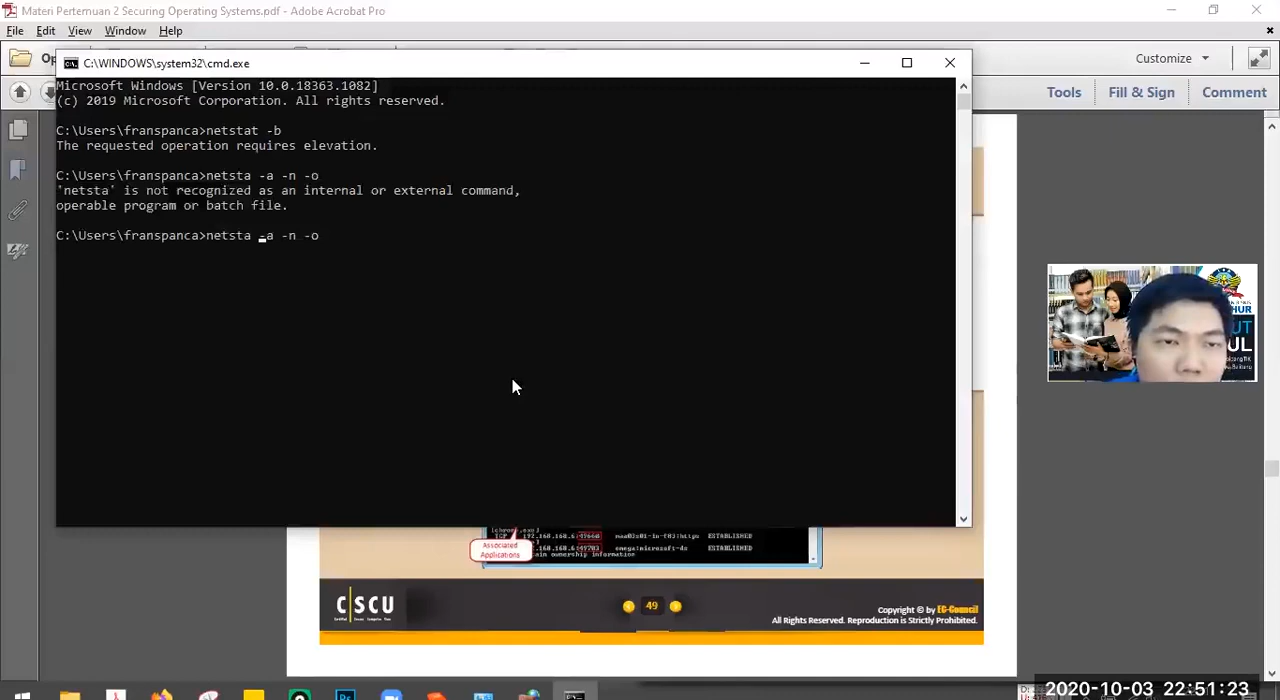 Materi Pertemuan 2 Securing Operating Systems.pdf - Adobe Acrobat Pro
File Edit View Window Help
Customize
C:\WINDOWS\system32\cmd.exe
Tools Fill & Sign Comment
Microsoft Windows [Version 10.0.18363.1082]
(c) 2019 Microsoft Corporation. All rights reserved.
C:\Users\franspanca>netstat -b
The requested operation requires elevation.
C:\Users\franspanca>netsta -a -n -o
'netsta' is not recognized as an internal or external command,
operable program or batch file.
C:\Users\franspanca>netsta -a -n -o
Associated
Applications
ESTABLISHED
ESTABLISHED
CSCU
49
Copyright © by EC-Council
All Rights Reserved. Reproduction is Strictly Prohibited.
2020-10-03 22:51:23